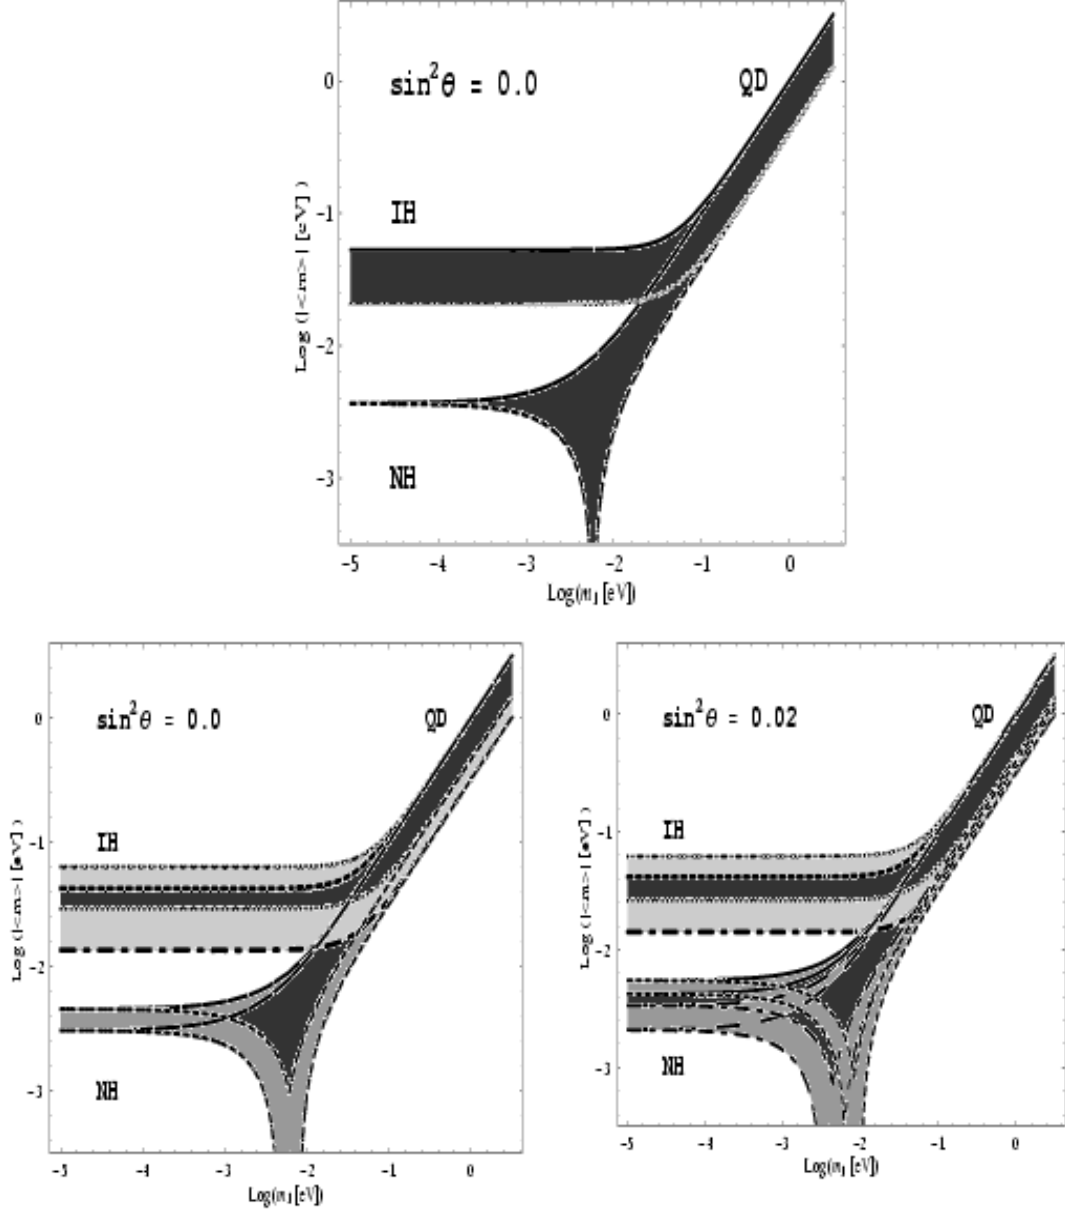 sin²θ = 0.0
QD
IH
NH
Log (|<m>| [eV] )
0
-1
-2
-3
-5
-4
-3
-2
-1
0
Log(m₁ [eV])
sin²θ = 0.0
QD
IH
NH
Log (|<m>| [eV] )
0
-1
-2
-3
-5
-4
-3
-2
-1
0
Log(m₁ [eV])
sin²θ = 0.02
QD
IH
NH
Log (|<m>| [eV] )
0
-1
-2
-3
-5
-4
-3
-2
-1
0
Log(m₁ [eV])